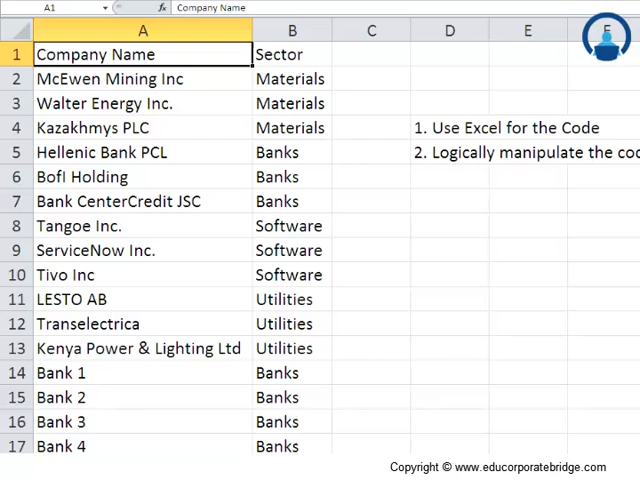 A1 fx Company Name
A B C D E F
1 Company Name Sector
2 McEwen Mining Inc Materials
3 Walter Energy Inc. Materials
4 Kazakhmys PLC Materials 1. Use Excel for the Code
5 Hellenic Bank PCL Banks 2. Logically manipulate the cod
6 BofI Holding Banks
7 Bank CenterCredit JSC Banks
8 Tangoe Inc. Software
9 ServiceNow Inc. Software
10 Tivo Inc Software
11 LESTO AB Utilities
12 Transelectrica Utilities
13 Kenya Power & Lighting Ltd Utilities
14 Bank 1 Banks
15 Bank 2 Banks
16 Bank 3 Banks
17 Bank 4 Banks
Copyright © www.educorporatebridge.com